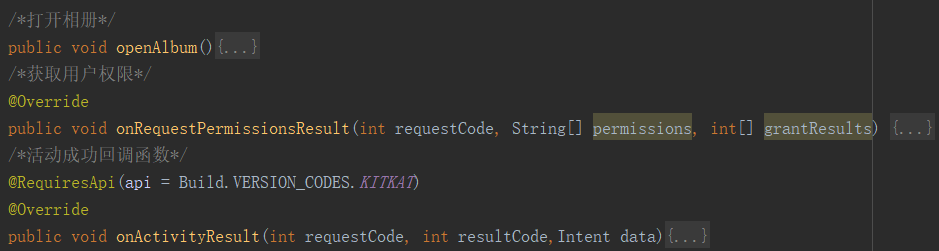 /*打开相册*/
public void openAlbum(){...}
/*获取用户权限*/
@Override
public void onRequestPermissionsResult(int requestCode, String[] permissions, int[] grantResults) {...}
/*活动成功回调函数*/
@RequiresApi(api = Build.VERSION_CODES.KITKAT)
@Override
public void onActivityResult(int requestCode, int resultCode,Intent data){...}